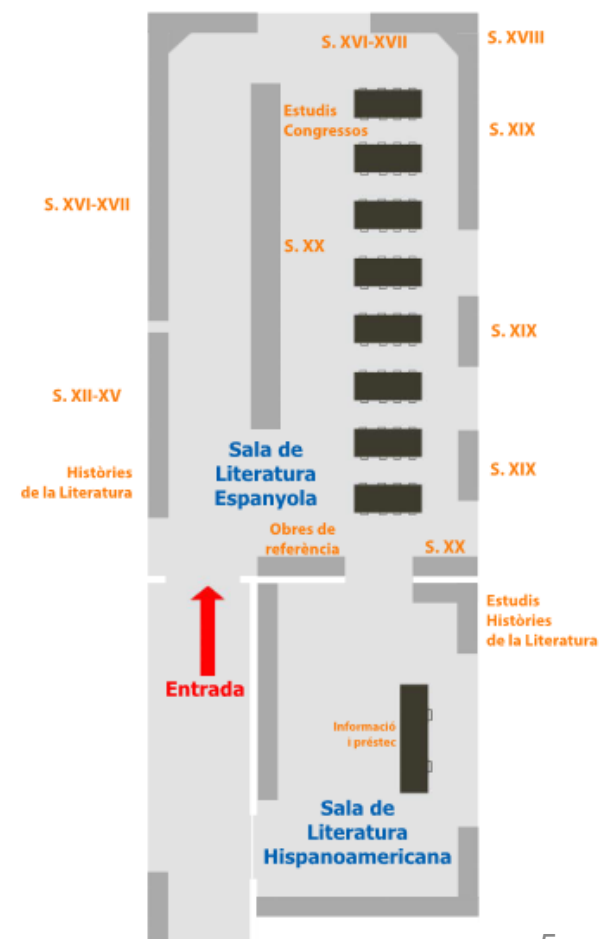 S. XVI-XVII
S. XVIII
Estudis
Congressos
S. XIX
S. XVI-XVII
S. XX
S. XIX
S. XII-XV
Sala de
Literatura
Espanyola
Històries
de la Literatura
S. XIX
Obres de
referència
S. XX
Estudis
Històries
de la Literatura
Entrada
Informació
i préstec
Sala de
Literatura
Hispanoamericana